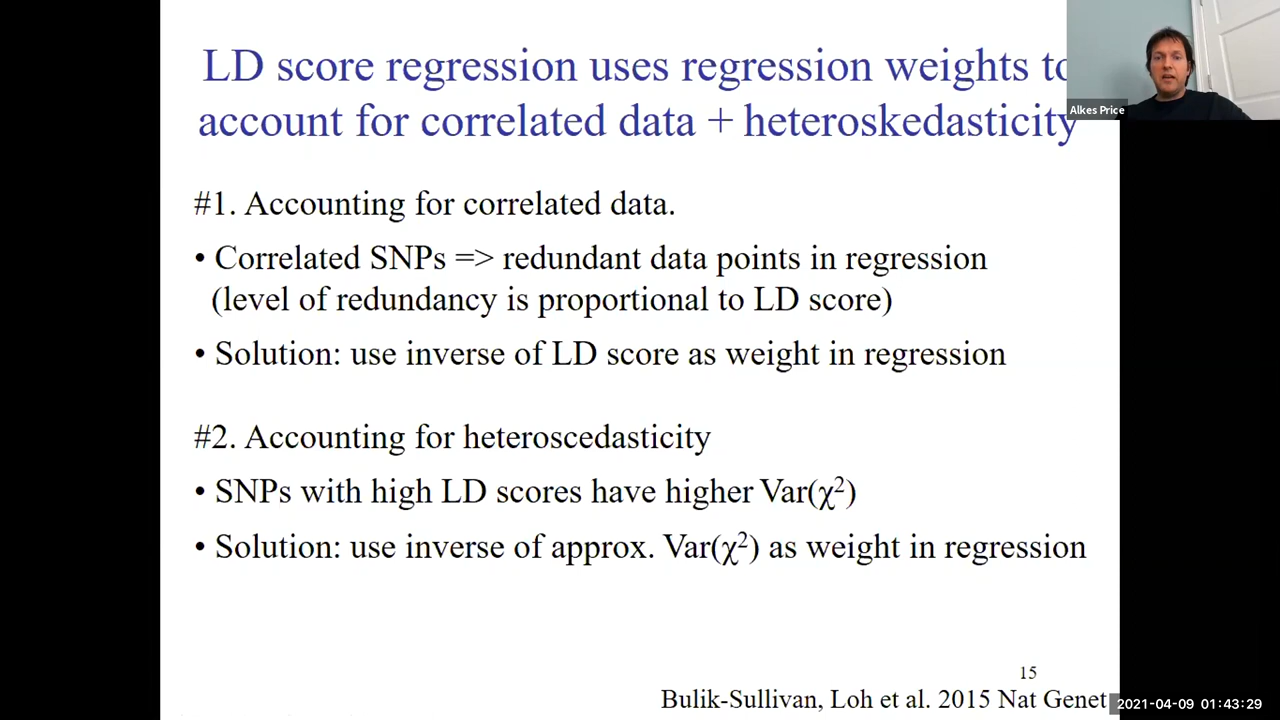 LD score regression uses regression weights to
account for correlated data + heteroskedasticity
Alkes Price
#1. Accounting for correlated data.
• Correlated SNPs => redundant data points in regression
(level of redundancy is proportional to LD score)
• Solution: use inverse of LD score as weight in regression
#2. Accounting for heteroscedasticity
• SNPs with high LD scores have higher Var(χ²)
• Solution: use inverse of approx. Var(χ²) as weight in regression
15
Bulik-Sullivan, Loh et al. 2015 Nat Genet
2021-04-09 01:43:29